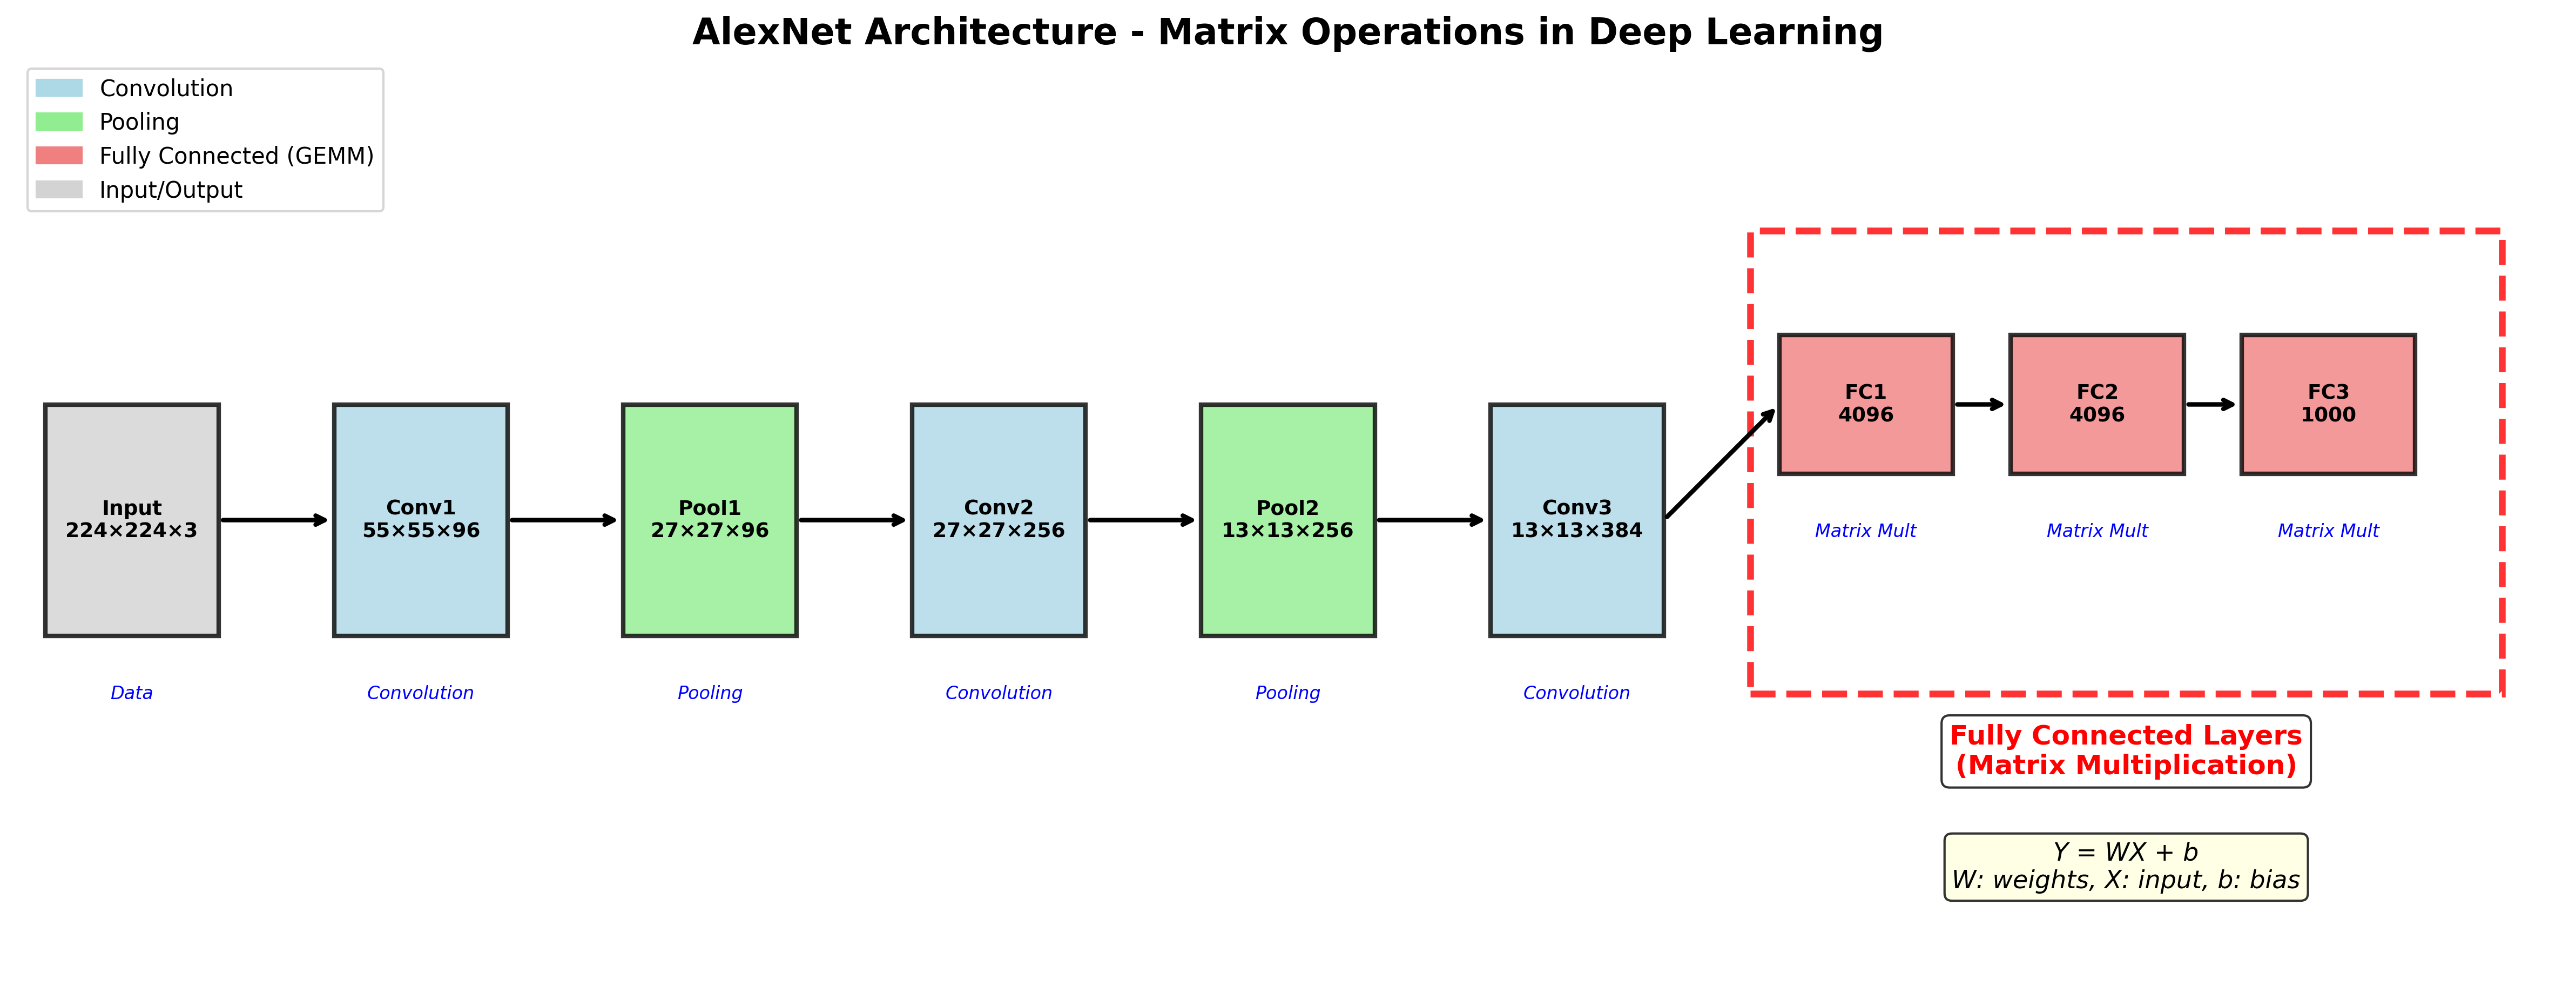 AlexNet Architecture - Matrix Operations in Deep Learning
Convolution
Pooling
Fully Connected (GEMM)
Input/Output
Input
224×224×3
Data
Conv1
55×55×96
Convolution
Pool1
27×27×96
Pooling
Conv2
27×27×256
Convolution
Pool2
13×13×256
Pooling
Conv3
13×13×384
Convolution
FC1
4096
Matrix Mult
FC2
4096
Matrix Mult
FC3
1000
Matrix Mult
Fully Connected Layers
(Matrix Multiplication)
Y = WX + b
W: weights, X: input, b: bias